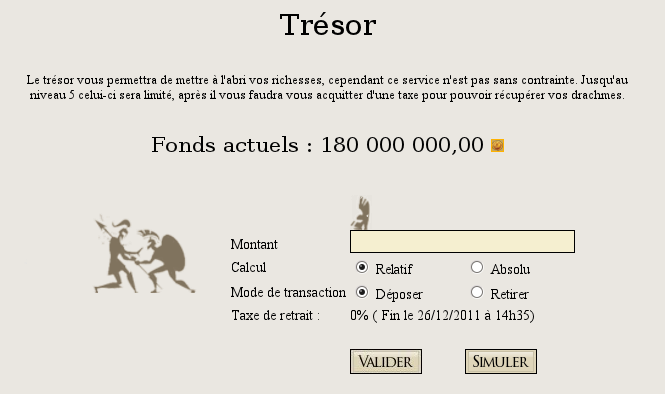 Trésor
Le trésor vous permettra de mettre à l'abri vos richesses, cependant ce service n'est pas sans contrainte. Jusqu'au
niveau 5 celui-ci sera limité, après il vous faudra vous acquitter d'une taxe pour pouvoir récupérer vos drachmes.
Fonds actuels : 180 000 000,00
Montant
Calcul Relatif Absolu
Mode de transaction Déposer Retirer
Taxe de retrait : 0% ( Fin le 26/12/2011 à 14h35)
VALIDER SIMULER